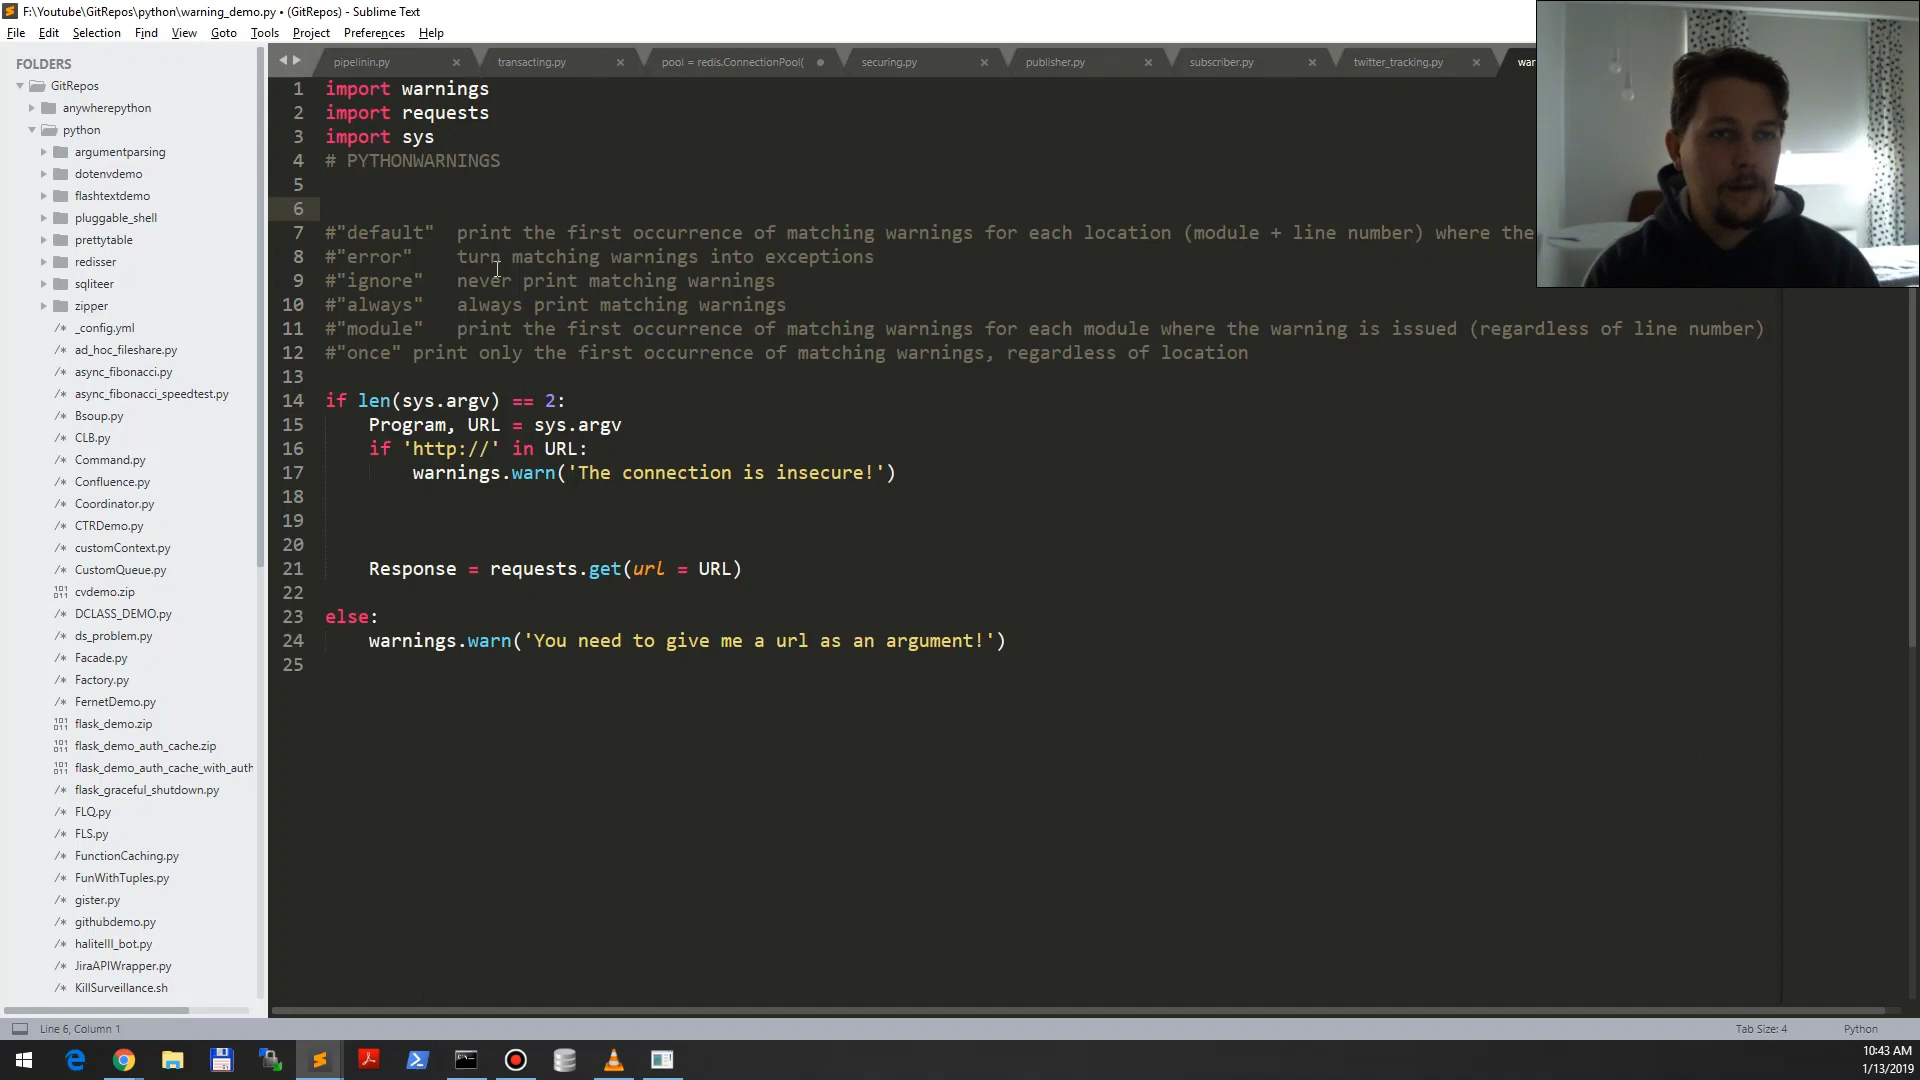 F:\Youtube\GitRepos\python\warning_demo.py • (GitRepos) - Sublime Text
File Edit Selection Find View Goto Tools Project Preferences Help
FOLDERS
GitRepos
anywherepython
python
argumentparsing
dotenvdemo
flashtextdemo
pluggable_shell
prettytable
redisser
sqliteer
zipper
_config.yml
ad_hoc_fileshare.py
async_fibonacci.py
async_fibonacci_speedtest.py
Bsoup.py
CLB.py
Command.py
Confluence.py
Coordinator.py
CTRDemo.py
customContext.py
CustomQueue.py
cvdemo.zip
DCLASS_DEMO.py
ds_problem.py
Facade.py
Factory.py
FernetDemo.py
flask_demo.zip
flask_demo_auth_cache.zip
flask_demo_auth_cache_with_auth
flask_graceful_shutdown.py
FLQ.py
FLS.py
FunctionCaching.py
FunWithTuples.py
gister.py
githubdemo.py
haliteIII_bot.py
JiraAPIWrapper.py
KillSurveillance.sh
pipelinin.py transacting.py pool = redis.ConnectionPool( securing.py publisher.py subscriber.py twitter_tracking.py war
1 import warnings
2 import requests
3 import sys
4 # PYTHONWARNINGS
5
6
7 #"default" print the first occurrence of matching warnings for each location (module + line number) where the
8 #"error" turn matching warnings into exceptions
9 #"ignore" never print matching warnings
10 #"always" always print matching warnings
11 #"module" print the first occurrence of matching warnings for each module where the warning is issued (regardless of line number)
12 #"once" print only the first occurrence of matching warnings, regardless of location
13
14 if len(sys.argv) == 2:
15 Program, URL = sys.argv
16 if 'http://' in URL:
17 warnings.warn('The connection is insecure!')
18
19
20
21 Response = requests.get(url = URL)
22
23 else:
24 warnings.warn('You need to give me a url as an argument!')
25
Line 6, Column 1 Tab Size: 4 Python
10:43 AM
1/13/2019